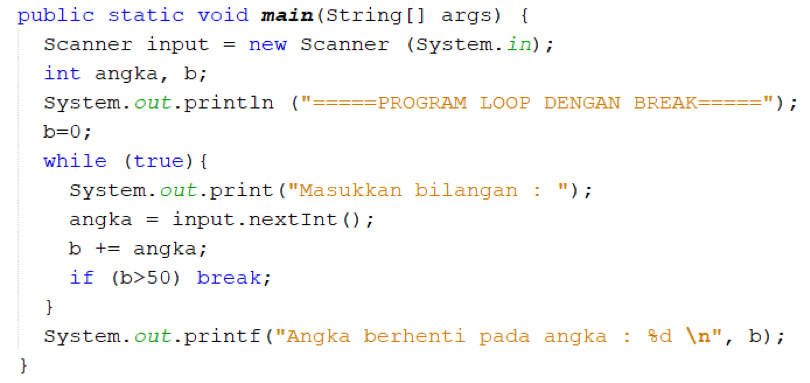 public static void main(String[] args) {
Scanner input = new Scanner (System.in);
int angka, b;
System.out.println ("=====PROGRAM LOOP DENGAN BREAK=====");
b=0;
while (true){
System.out.print("Masukkan bilangan : ");
angka = input.nextInt();
b += angka;
if (b>50) break;
}
System.out.printf("Angka berhenti pada angka : %d \n", b);
}